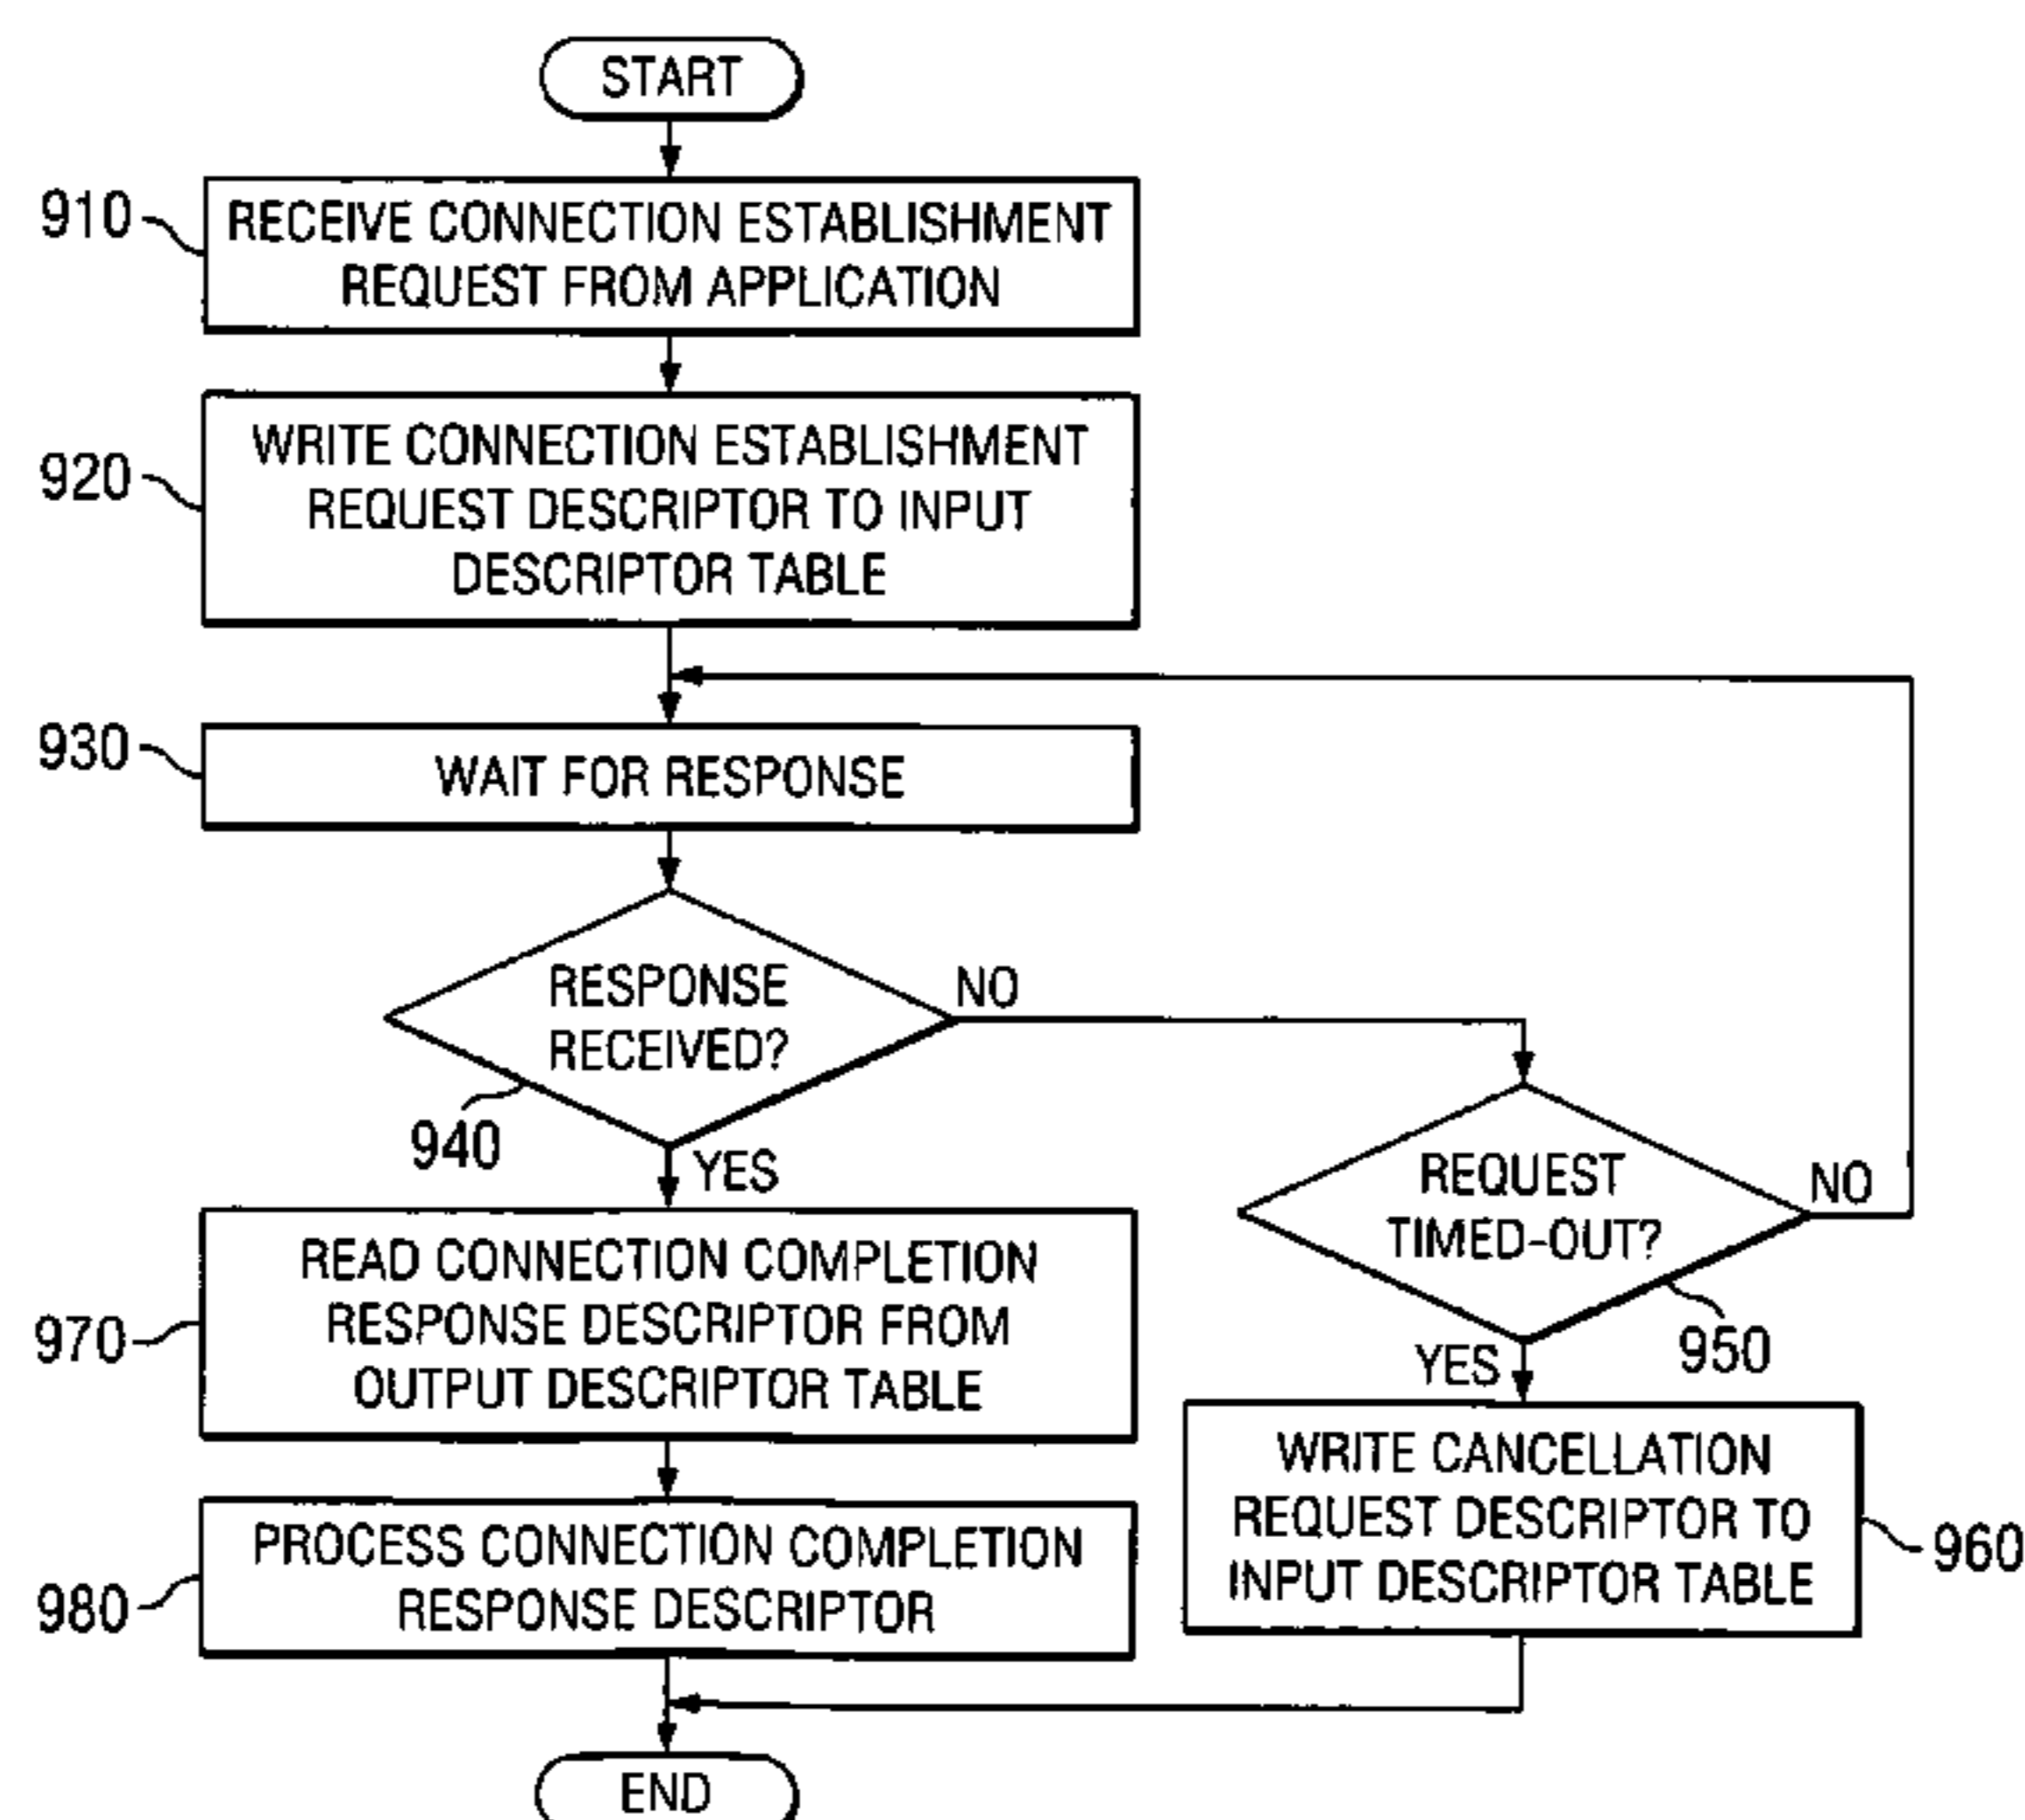 START
910
RECEIVE CONNECTION ESTABLISHMENT
REQUEST FROM APPLICATION
920
WRITE CONNECTION ESTABLISHMENT
REQUEST DESCRIPTOR TO INPUT
DESCRIPTOR TABLE
930
WAIT FOR RESPONSE
RESPONSE
RECEIVED?
NO
940
YES
REQUEST
TIMED-OUT?
NO
950
YES
970
READ CONNECTION COMPLETION
RESPONSE DESCRIPTOR FROM
OUTPUT DESCRIPTOR TABLE
WRITE CANCELLATION
REQUEST DESCRIPTOR TO
INPUT DESCRIPTOR TABLE
960
980
PROCESS CONNECTION COMPLETION
RESPONSE DESCRIPTOR
END